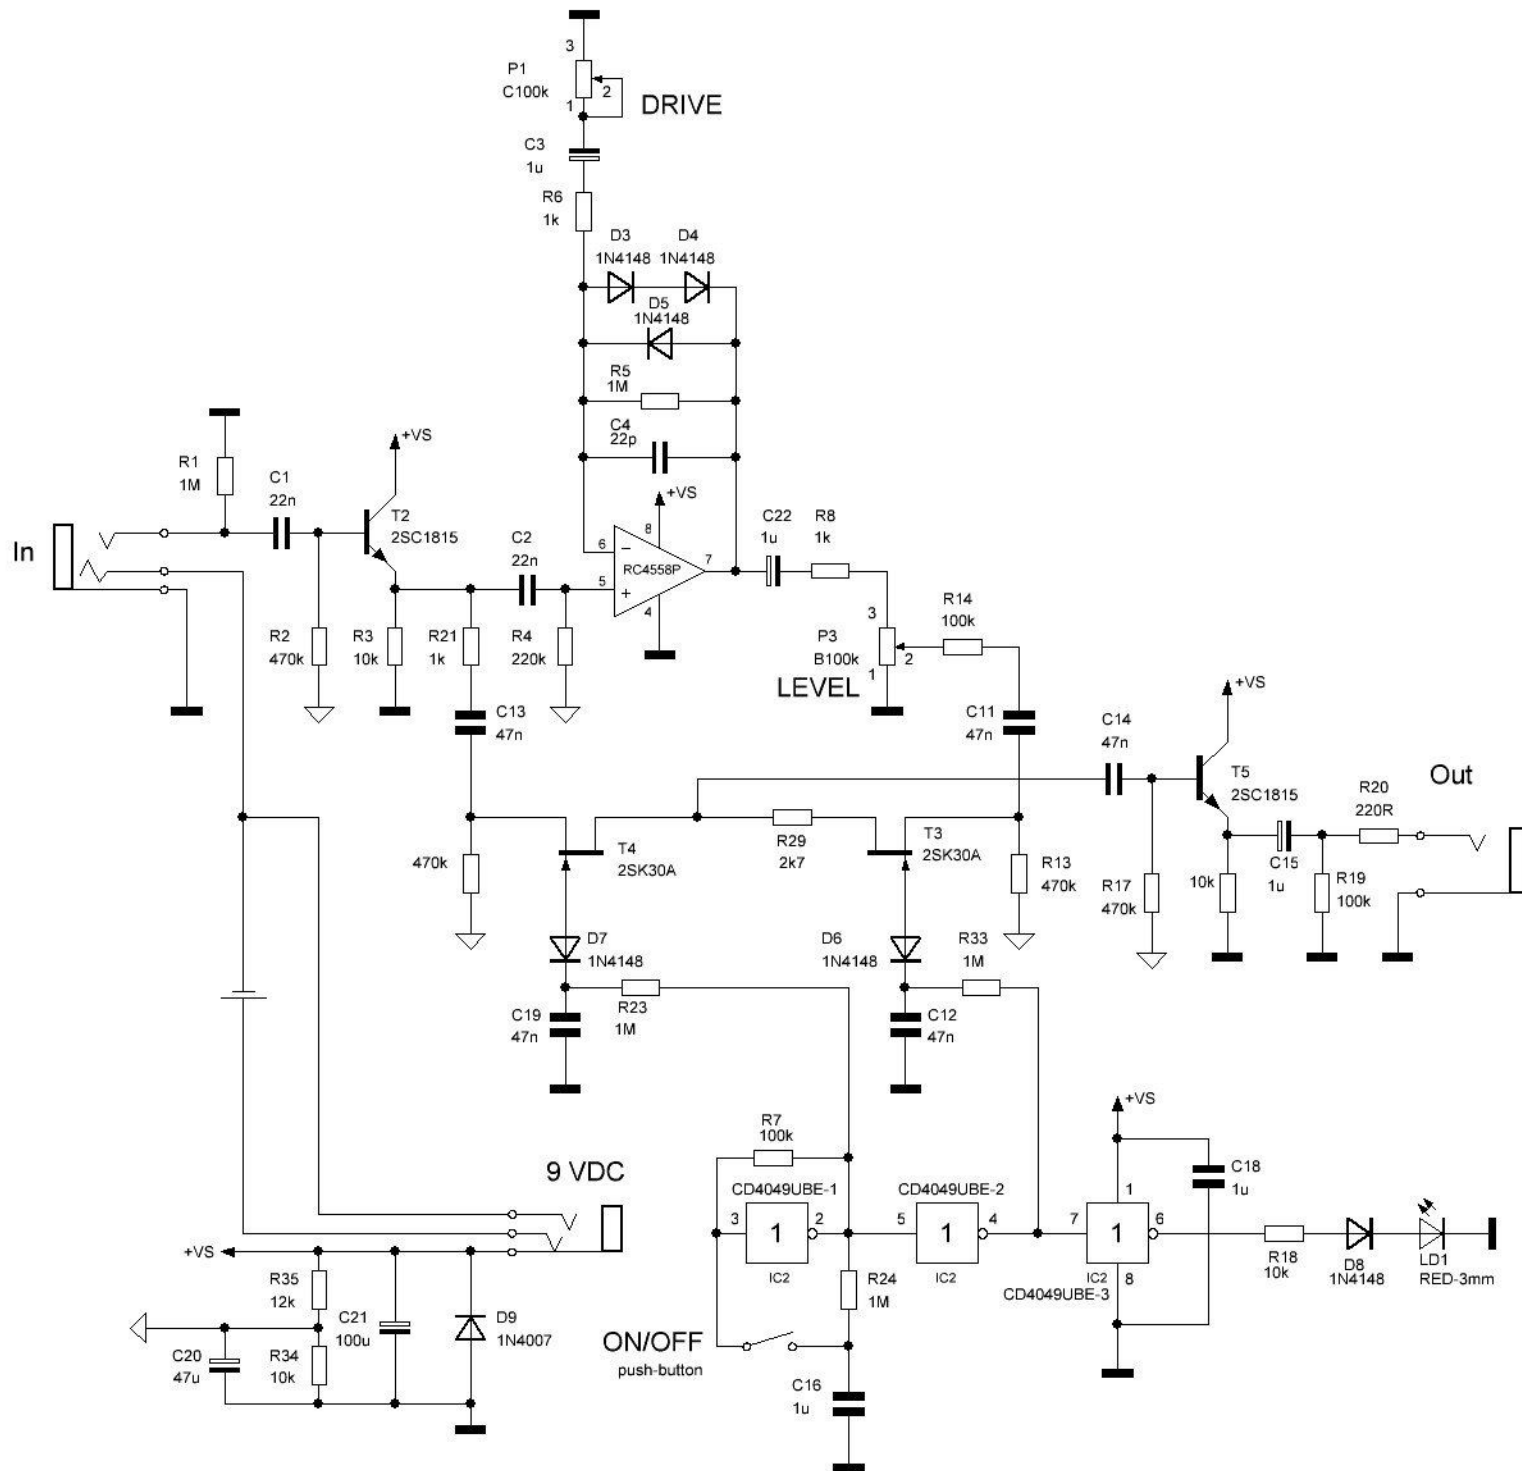 3
P1
C100k
2
1
DRIVE
C3
1u
R6
1k
D3
D4
1N4148
1N4148
D5
1N4148
R5
1M
C4
22p
+VS
+VS
R1
1M
C1
22n
T2
2SC1815
C2
22n
8
6
−
RC4558P
7
5
+
4
C22
1u
R8
1k
In
R2
470k
R3
10k
R21
1k
R4
220k
3
P3
B100k
2
1
LEVEL
R14
100k
C13
47n
C11
47n
C14
47n
+VS
T5
2SC1815
R20
220R
Out
T4
2SK30A
R29
2k7
T3
2SK30A
470k
R13
470k
R17
470k
10k
C15
1u
R19
100k
D7
1N4148
D6
1N4148
R33
1M
C19
47n
R23
1M
C12
47n
+VS
R7
100k
9 VDC
CD4049UBE-1
CD4049UBE-2
C18
1u
3
1
2
5
1
4
7
1
1
6
8
IC2
IC2
IC2
CD4049UBE-3
R18
10k
D8
1N4148
LD1
RED-3mm
+VS
R35
12k
C21
100u
D9
1N4007
R24
1M
C20
47u
R34
10k
ON/OFF
push-button
C16
1u